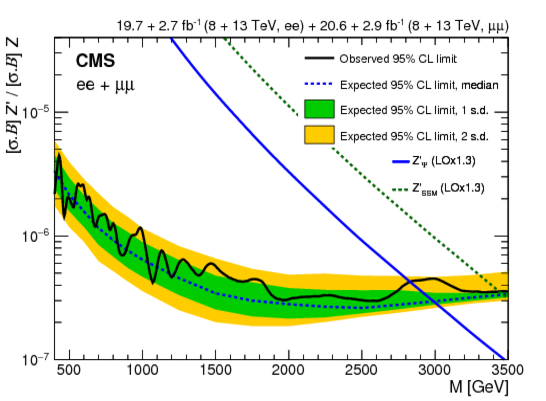 19.7 + 2.7 fb⁻¹ (8 + 13 TeV, ee) + 20.6 + 2.9 fb⁻¹ (8 + 13 TeV, μμ)
[σ.B] Z' / [σ.B] Z
CMS
ee + μμ
Observed 95% CL limit
Expected 95% CL limit, median
Expected 95% CL limit, 1 s.d.
Expected 95% CL limit, 2 s.d.
Z'Ψ (LOx1.3)
Z'SSM (LOx1.3)
10⁻⁵
10⁻⁶
10⁻⁷
500 1000 1500 2000 2500 3000 3500
M [GeV]